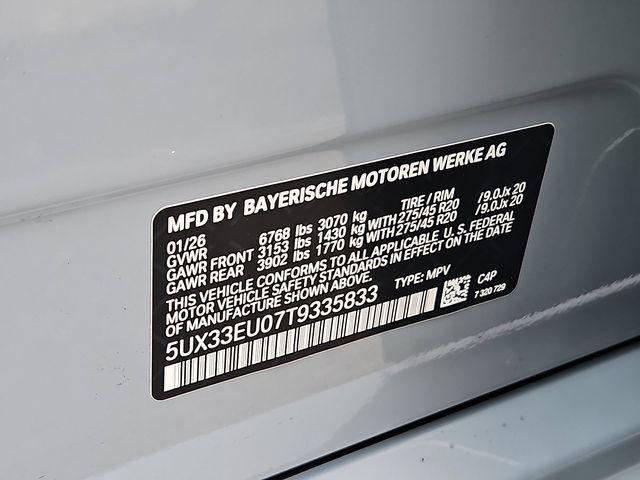 MFD BY BAYERISCHE MOTOREN WERKE AG
01/26 TIRE / RIM
GVWR 6768 lbs 3070 kg
GAWR FRONT 3153 lbs 1430 kg WITH 275/45 R20 / 9.0Jx 20
GAWR REAR 3902 lbs 1770 kg WITH 275/45 R20 / 9.0Jx 20
THIS VEHICLE CONFORMS TO ALL APPLICABLE U. S. FEDERAL
MOTOR VEHICLE SAFETY STANDARDS IN EFFECT ON THE DATE
OF MANUFACTURE SHOWN ABOVE.
TYPE: MPV C4P
5UX33EU07T9335833 7 320 729